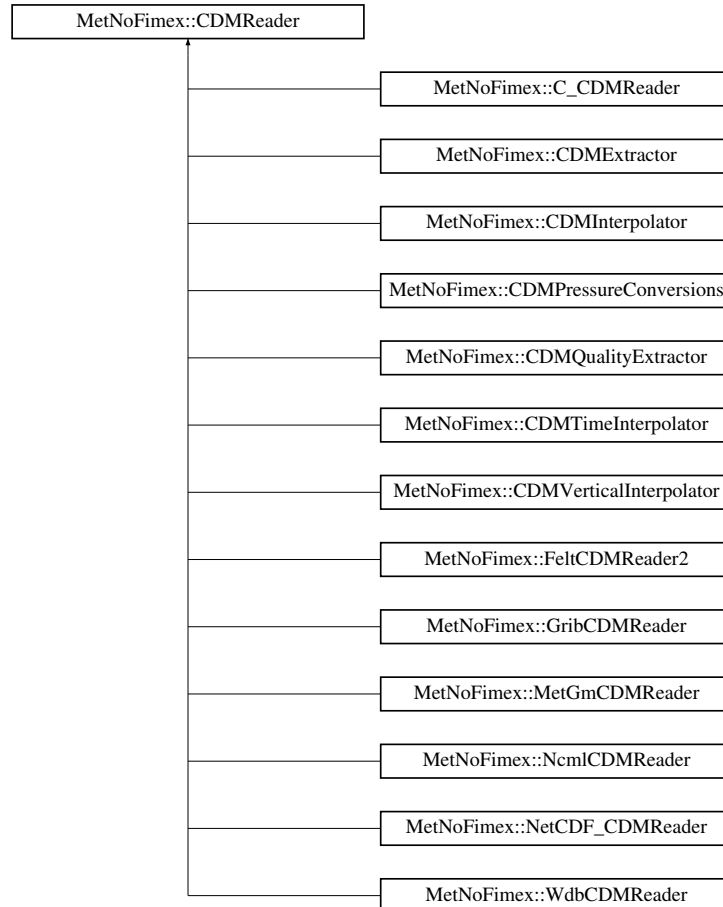 MetNoFimex::CDMReader
MetNoFimex::C_CDMReader
MetNoFimex::CDMExtractor
MetNoFimex::CDMInterpolator
MetNoFimex::CDMPressureConversions
MetNoFimex::CDMQualityExtractor
MetNoFimex::CDMTimeInterpolator
MetNoFimex::CDMVerticalInterpolator
MetNoFimex::FeltCDMReader2
MetNoFimex::GribCDMReader
MetNoFimex::MetGmCDMReader
MetNoFimex::NcmlCDMReader
MetNoFimex::NetCDF_CDMReader
MetNoFimex::WdbCDMReader